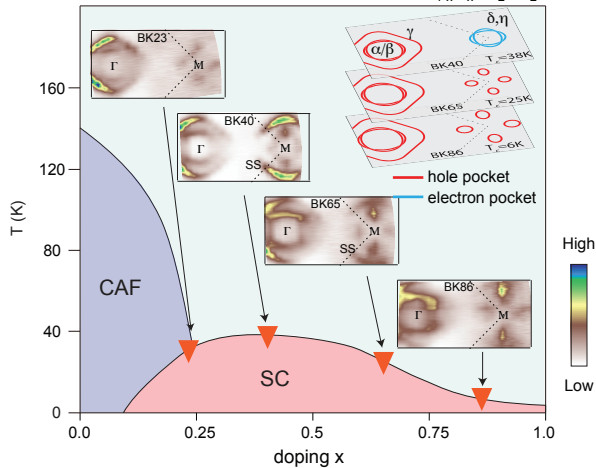 δ,η
γ
α/β
BK40
Tc=38K
BK65
Tc=25K
BK86
Tc=6K
hole pocket
electron pocket
BK23
Γ
M
BK40
Γ
M
SS
BK65
Γ
M
SS
BK86
Γ
M
T (K)
160
120
80
40
0
CAF
SC
High
Low
0.0
0.25
0.50
0.75
1.0
doping x